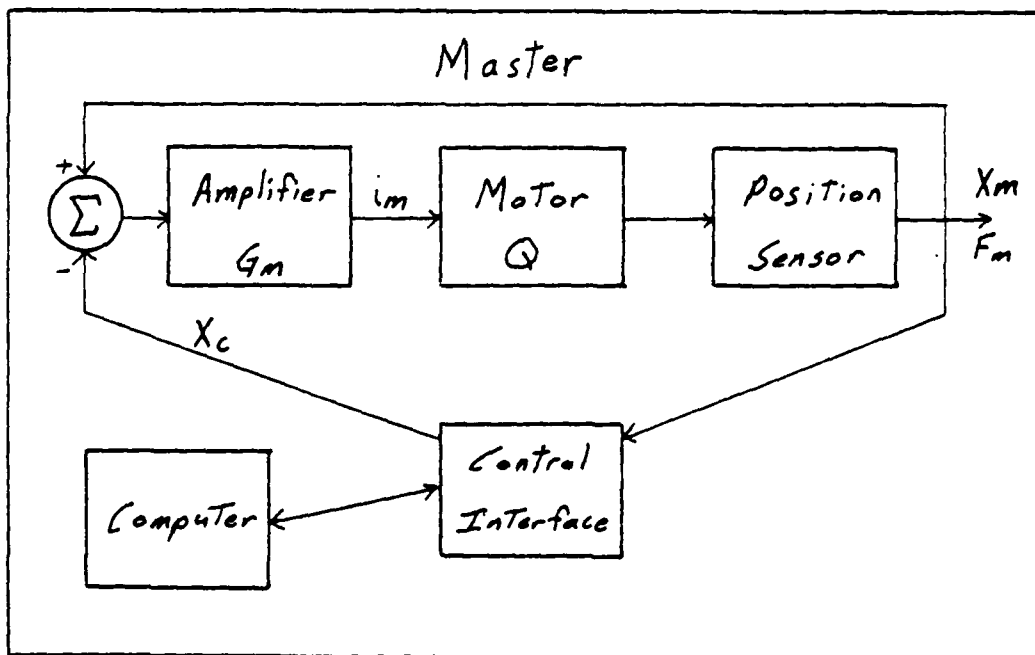 Master
+
Σ
-
Amplifier
Gm
im
Motor
Q
Position
Sensor
Xm
Fm
Xc
Control
Interface
Computer